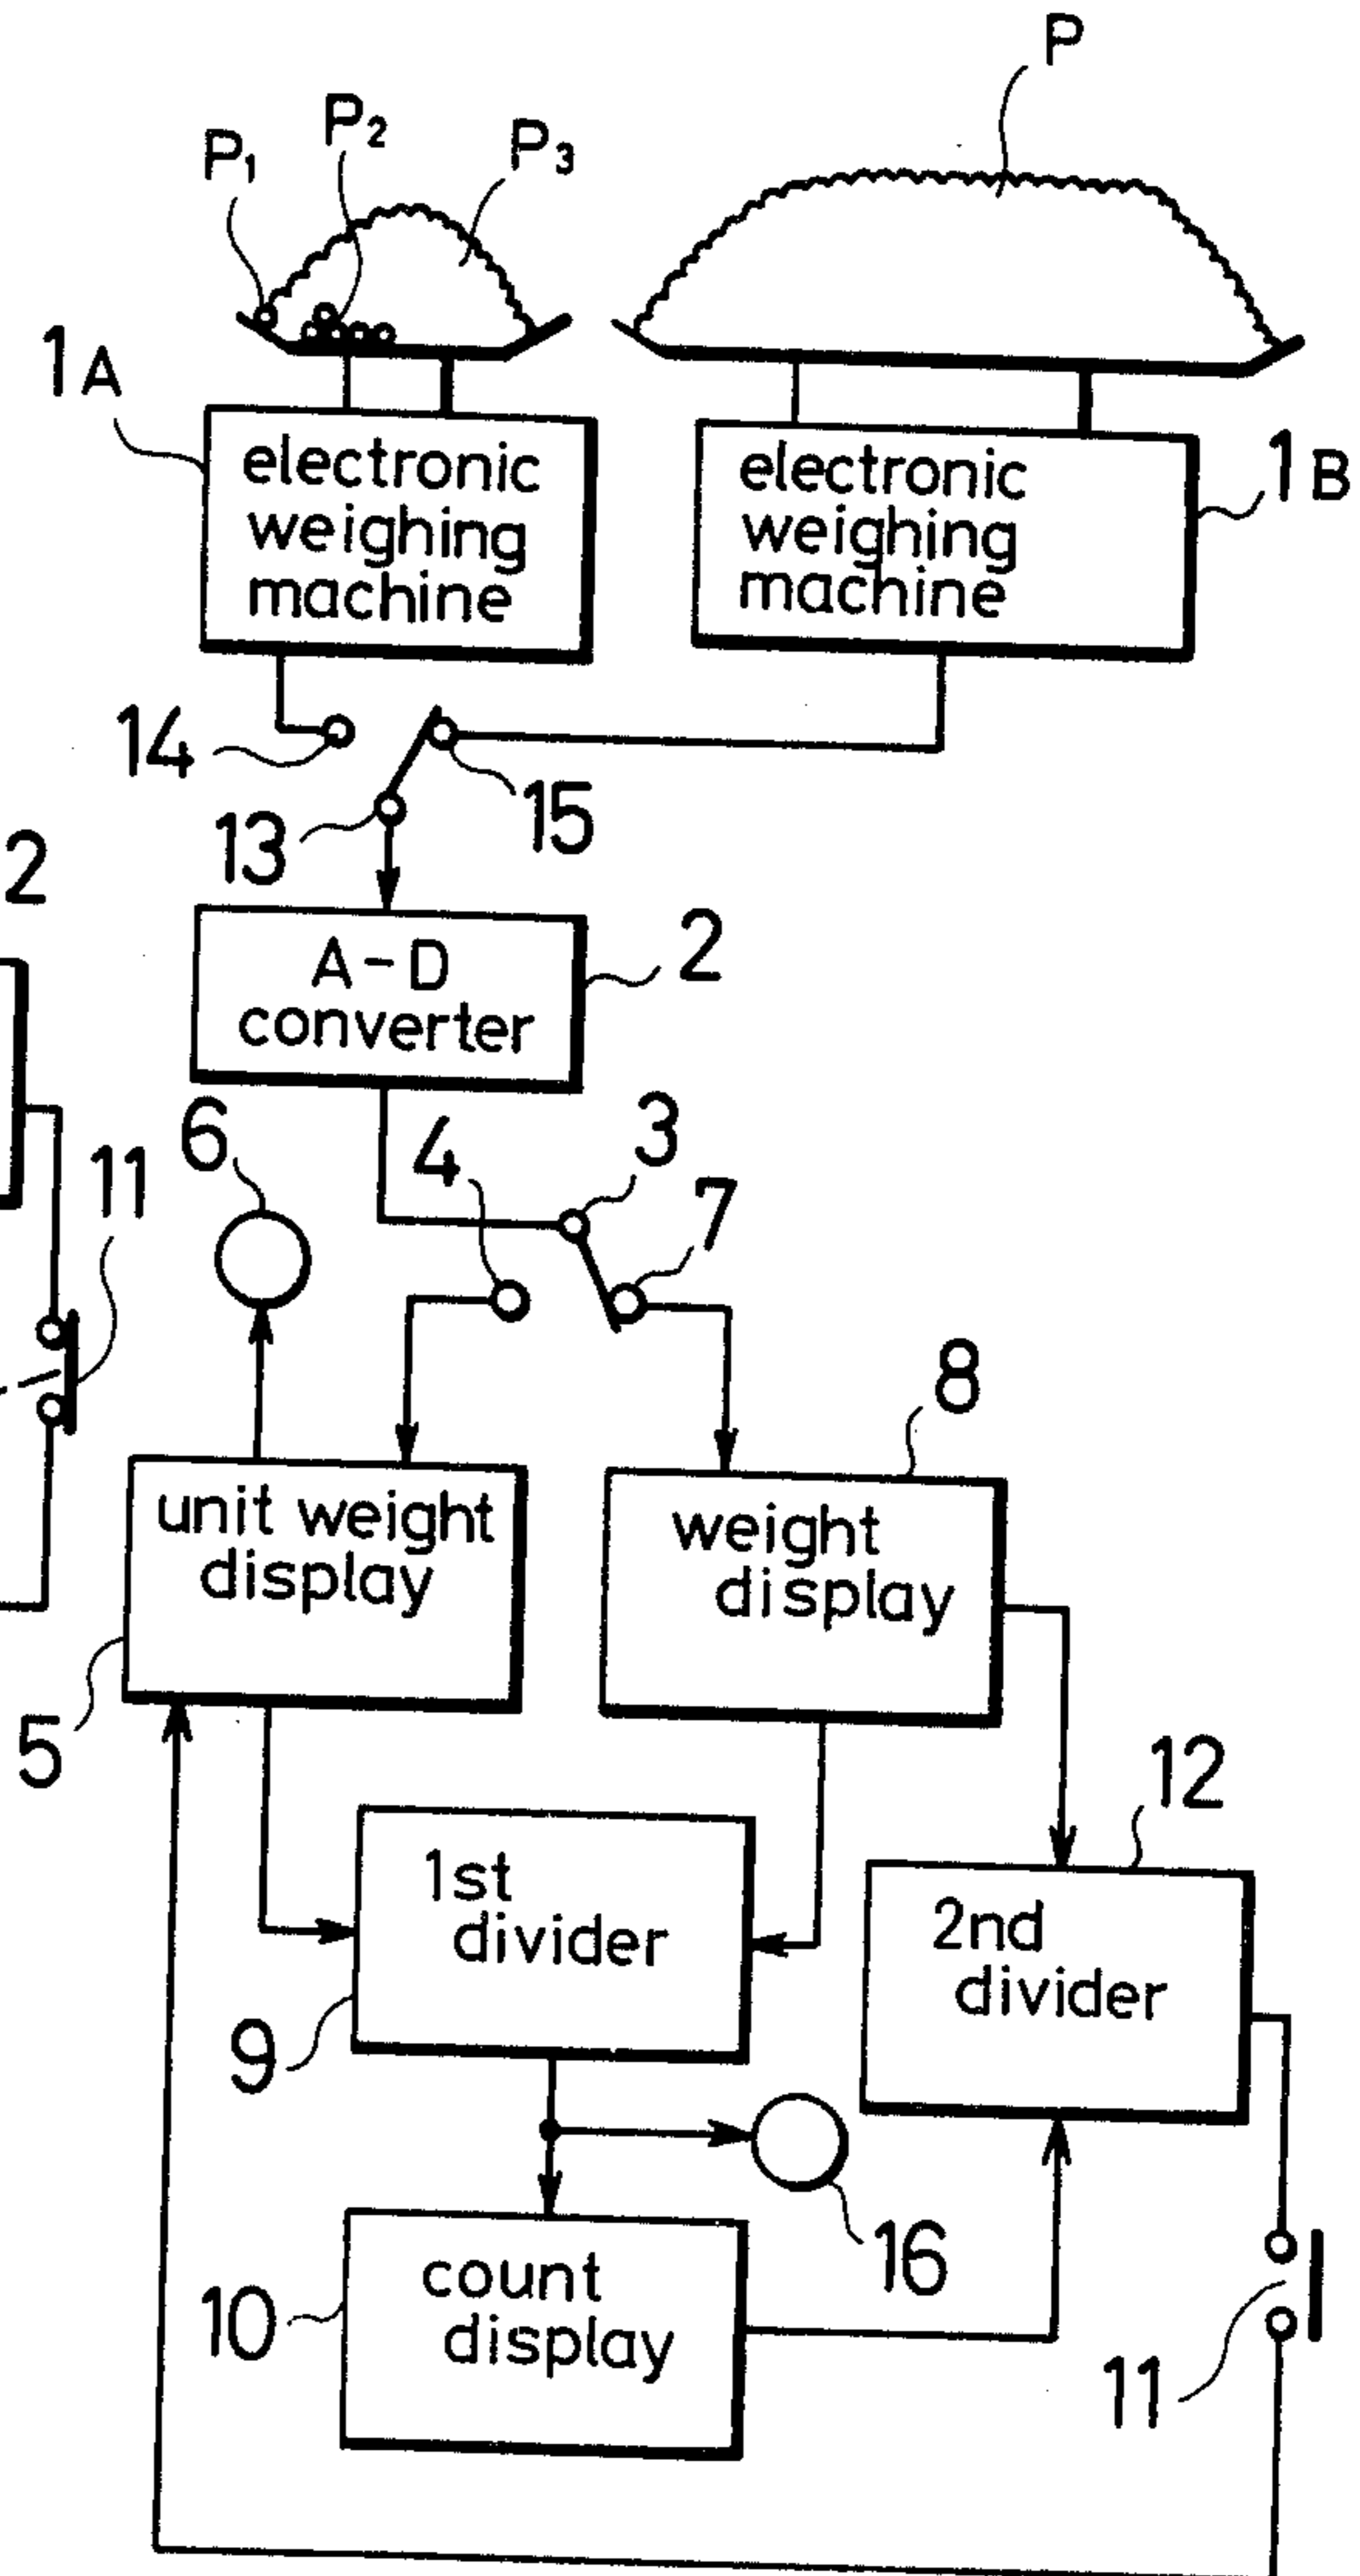 P
P1
P2
P3
1A
electronic
weighing
machine
electronic
weighing
machine
1B
14
13
15
2
A-D
converter
2
6
4
3
7
11
8
unit weight
display
weight
display
5
12
1st
divider
2nd
divider
9
16
count
display
10
11